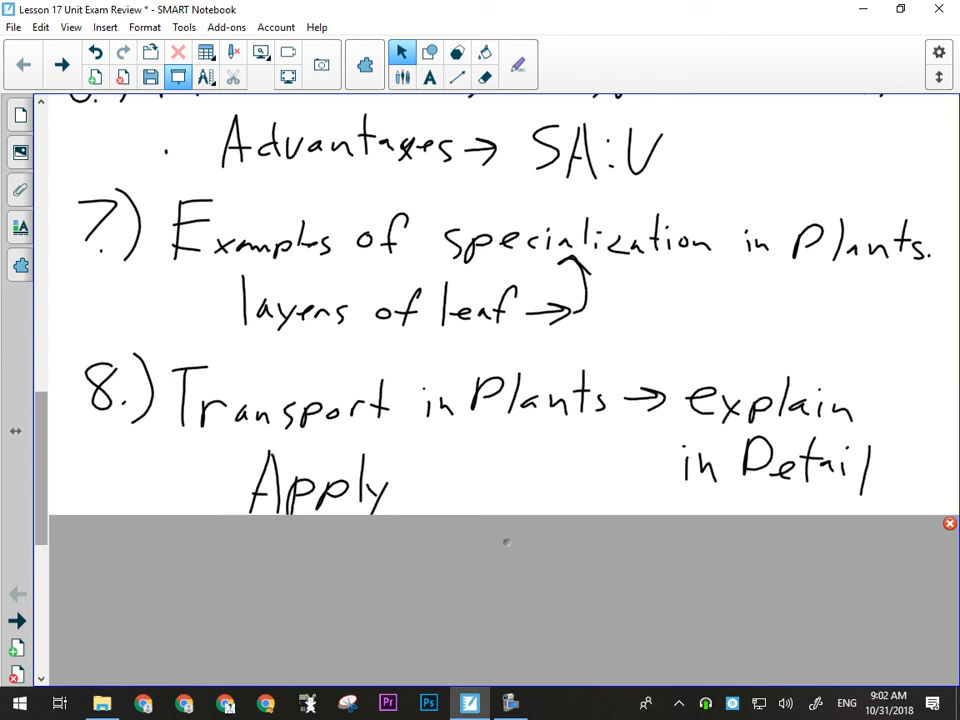 Lesson 17 Unit Exam Review * - SMART Notebook
File Edit View Insert Format Tools Add-ons Account Help
. Advantages → SA:V
7.) Examples of specialization in Plants.
layers of leaf →
8.) Transport in Plants → explain
in Detail
Apply
Pr Ps ENG 9:02 AM
10/31/2018